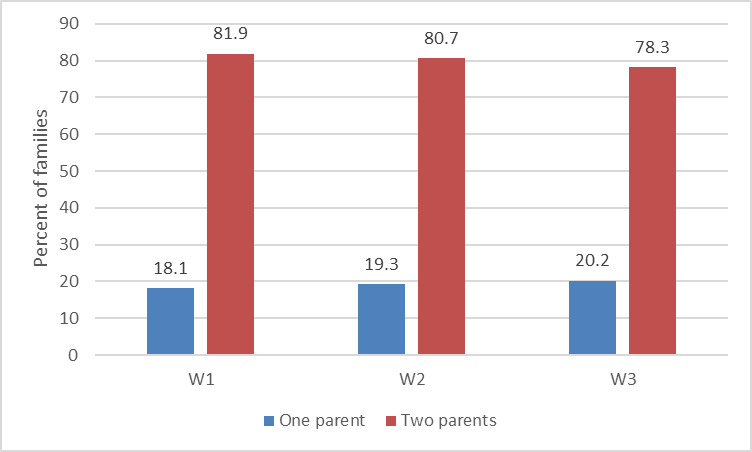 Percent of families
90
80
70
60
50
40
30
20
10
0
81.9
80.7
78.3
18.1
19.3
20.2
W1
W2
W3
One parent
Two parents